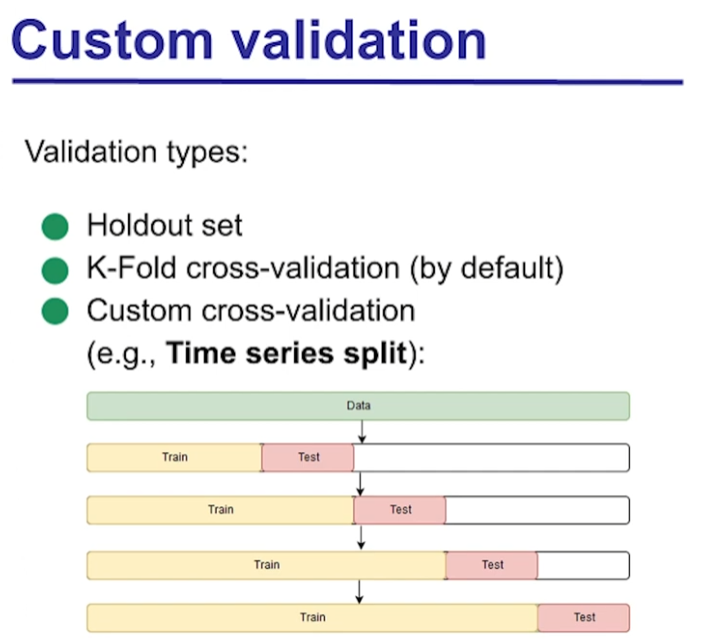 Custom validation
Validation types:
Holdout set
K-Fold cross-validation (by default)
Custom cross-validation
(e.g., Time series split):
Data
Train Test
Train Test
Train Test
Train Test